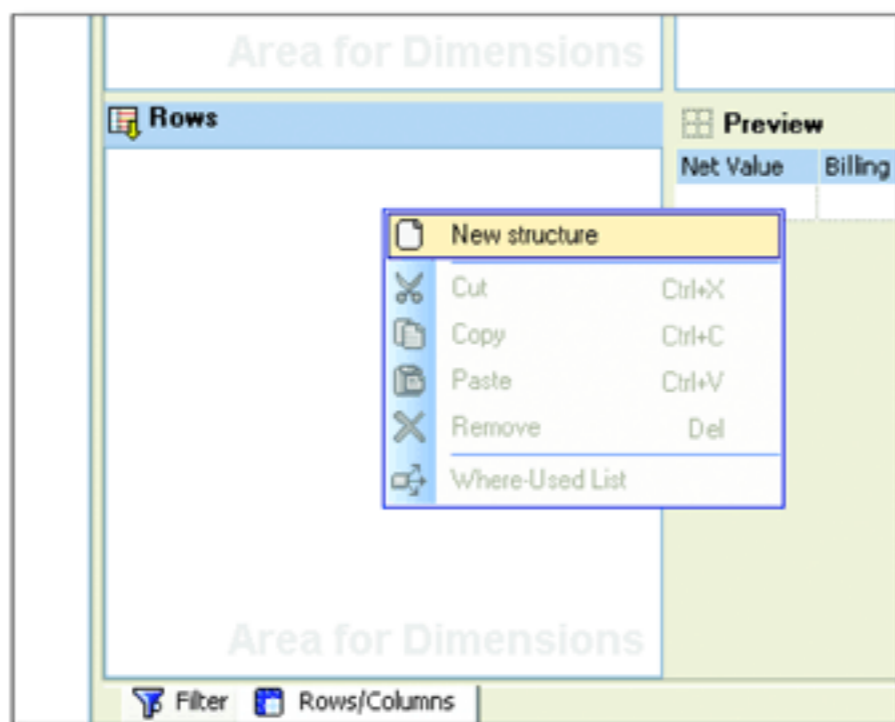 Area for Dimensions
Rows
Preview
Net Value Billing
New structure
Cut Ctrl+X
Copy Ctrl+C
Paste Ctrl+V
Remove Del
Where-Used List
Area for Dimensions
Filter Rows/Columns